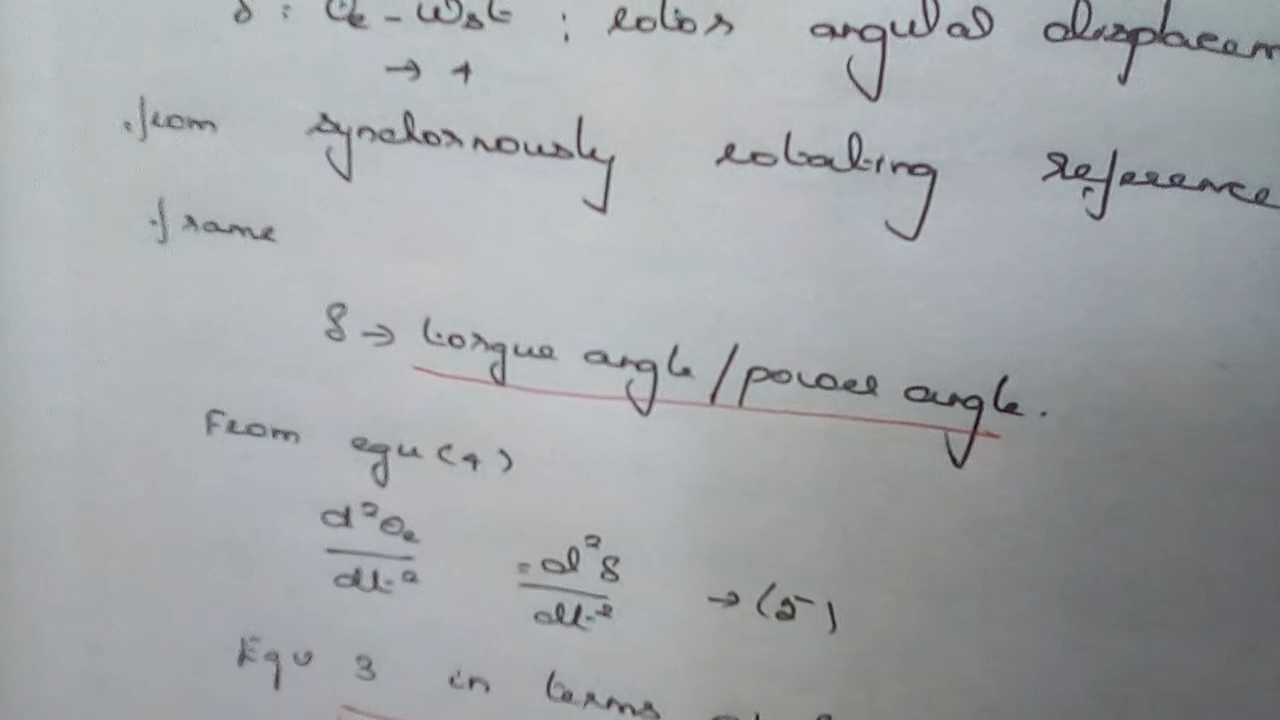 δ : θe - ωst : rotor angular displacem
→ 4
from synchornously rotating reference
frame
δ → torque angle / power angle.
From equ (4)
d²θe/dt² = d²δ/dt² → (5)
Equ 3 in terms